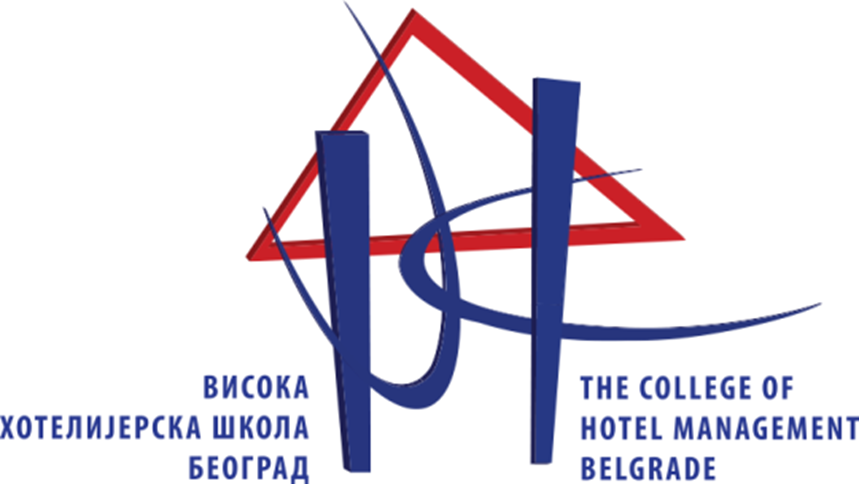 ВИСОКА
ХОТЕЛИЈЕРСКА ШКОЛА
БЕОГРАД
THE COLLEGE OF
HOTEL MANAGEMENT
BELGRADE